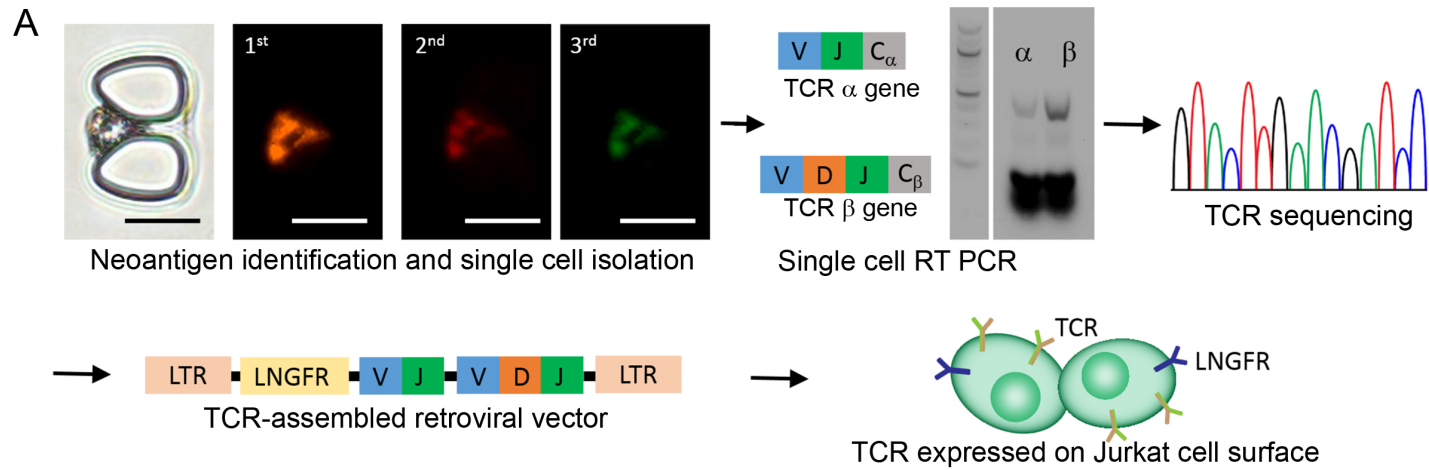 A
1st
2nd
3rd
V J Cα
TCR α gene
V D J Cβ
TCR β gene
α β
Neoantigen identification and single cell isolation
Single cell RT PCR
TCR sequencing
LTR LNGFR V J V D J LTR
TCR-assembled retroviral vector
TCR
LNGFR
TCR expressed on Jurkat cell surface